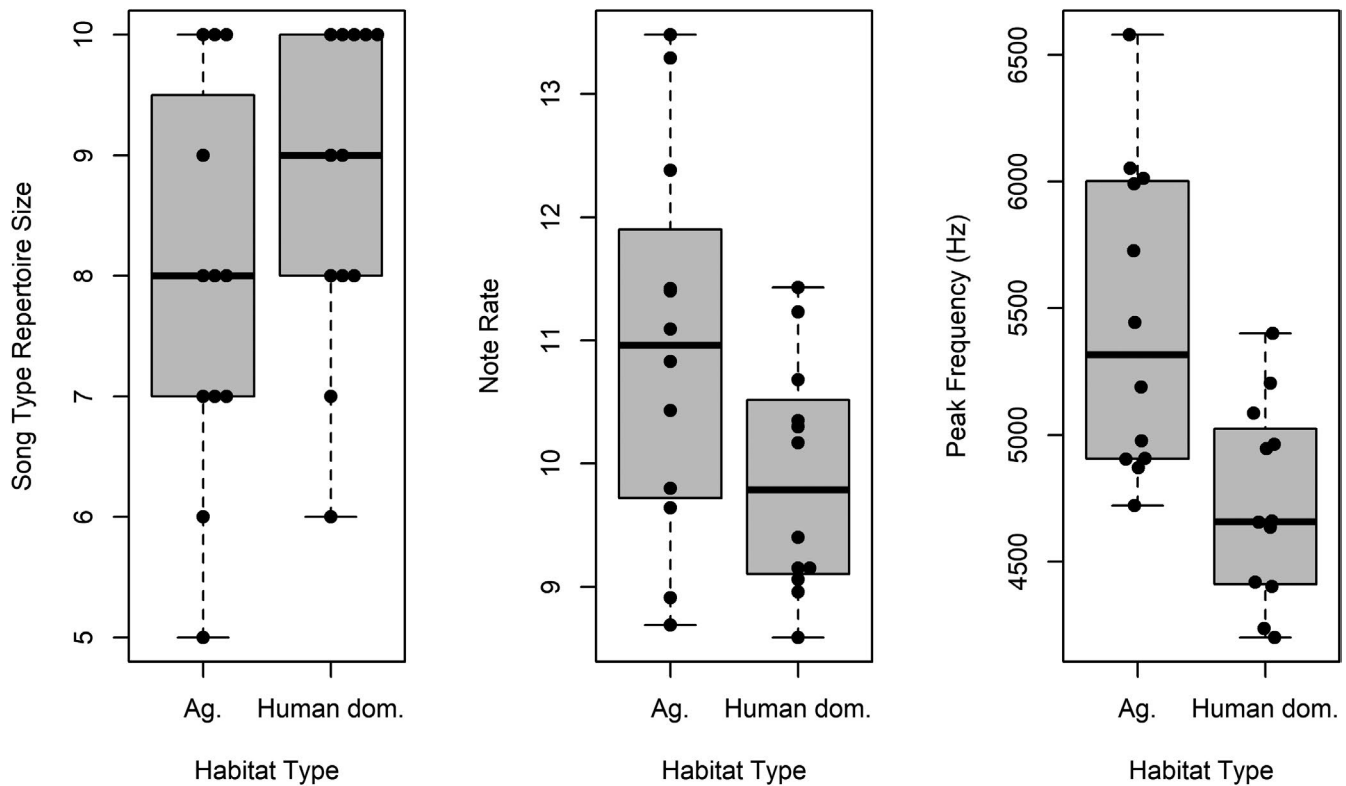 Song Type Repertoire Size
10
9
8
7
6
5
Ag.
Human dom.
Habitat Type
Note Rate
13
12
11
10
9
Ag.
Human dom.
Habitat Type
Peak Frequency (Hz)
6500
6000
5500
5000
4500
Ag.
Human dom.
Habitat Type